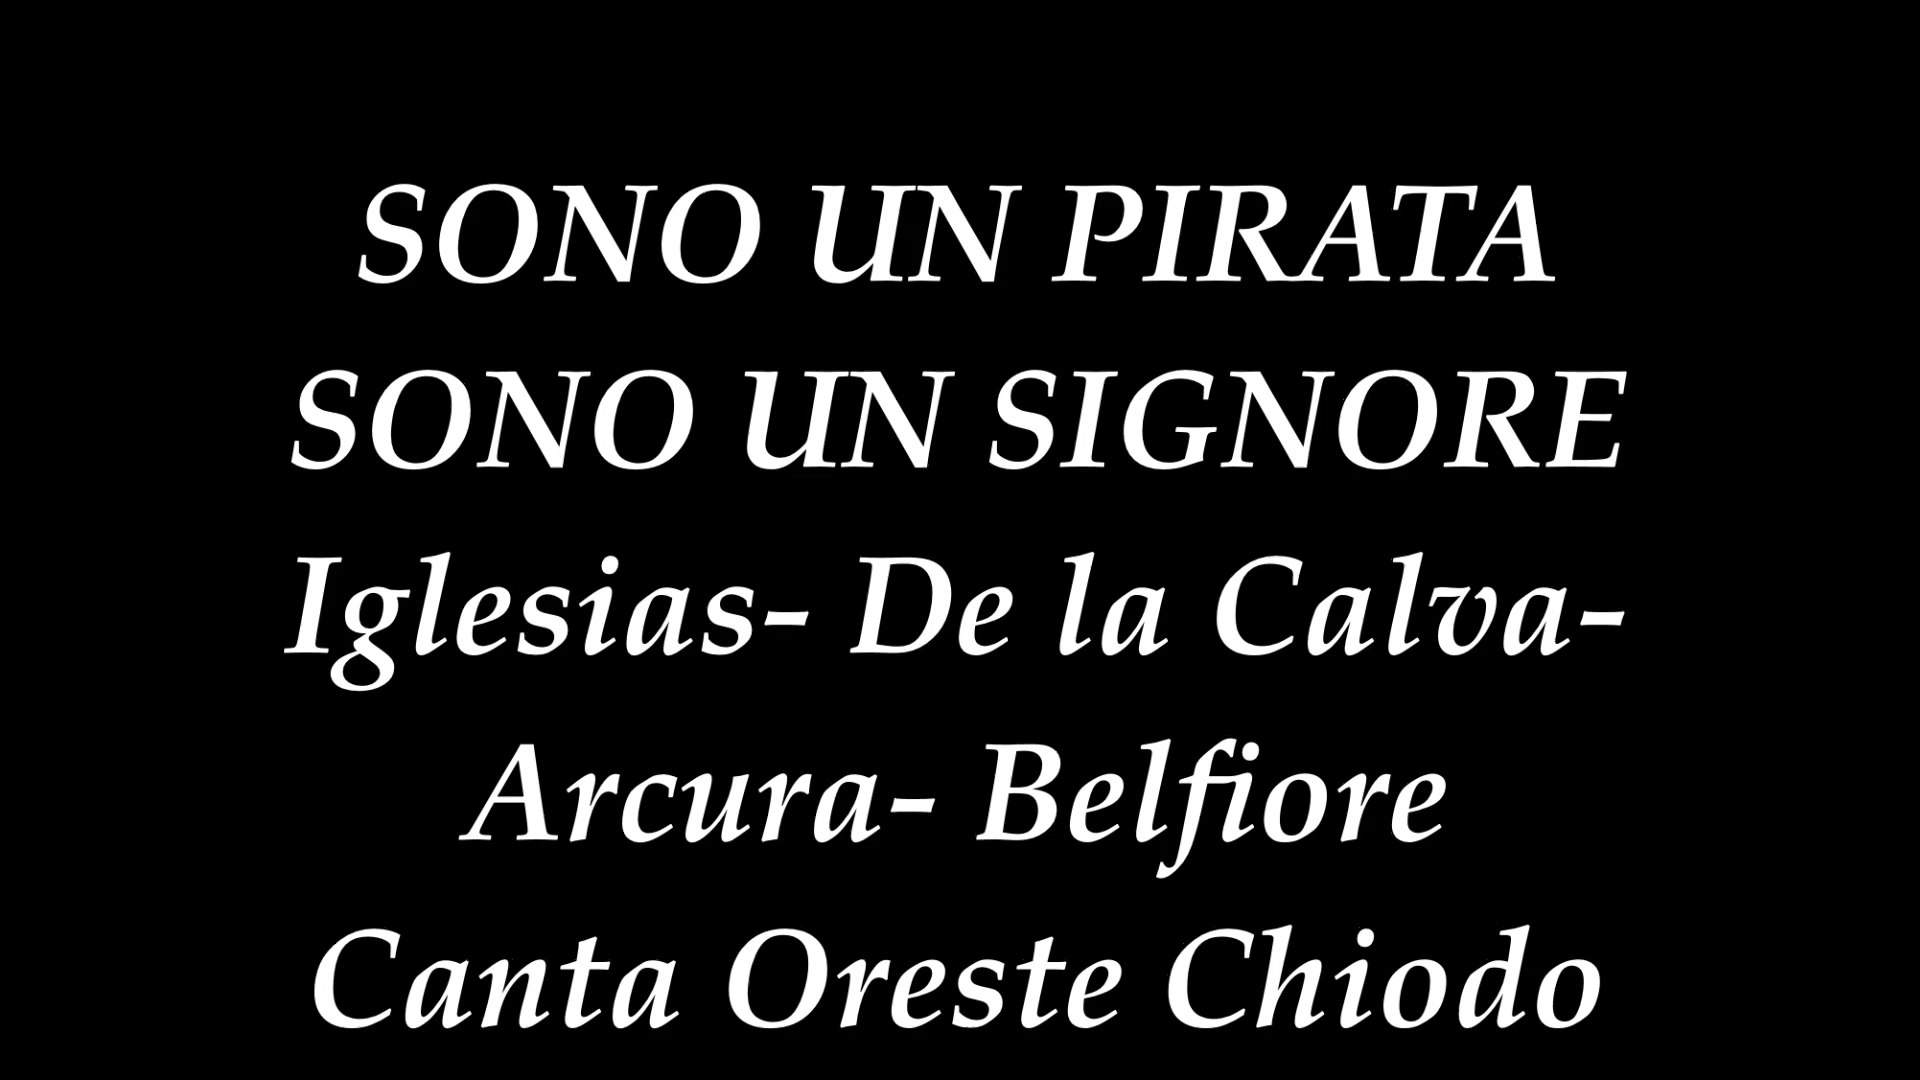 SONO UN PIRATA
SONO UN SIGNORE
Iglesias- De la Calva-
Arcura- Belfiore
Canta Oreste Chiodo